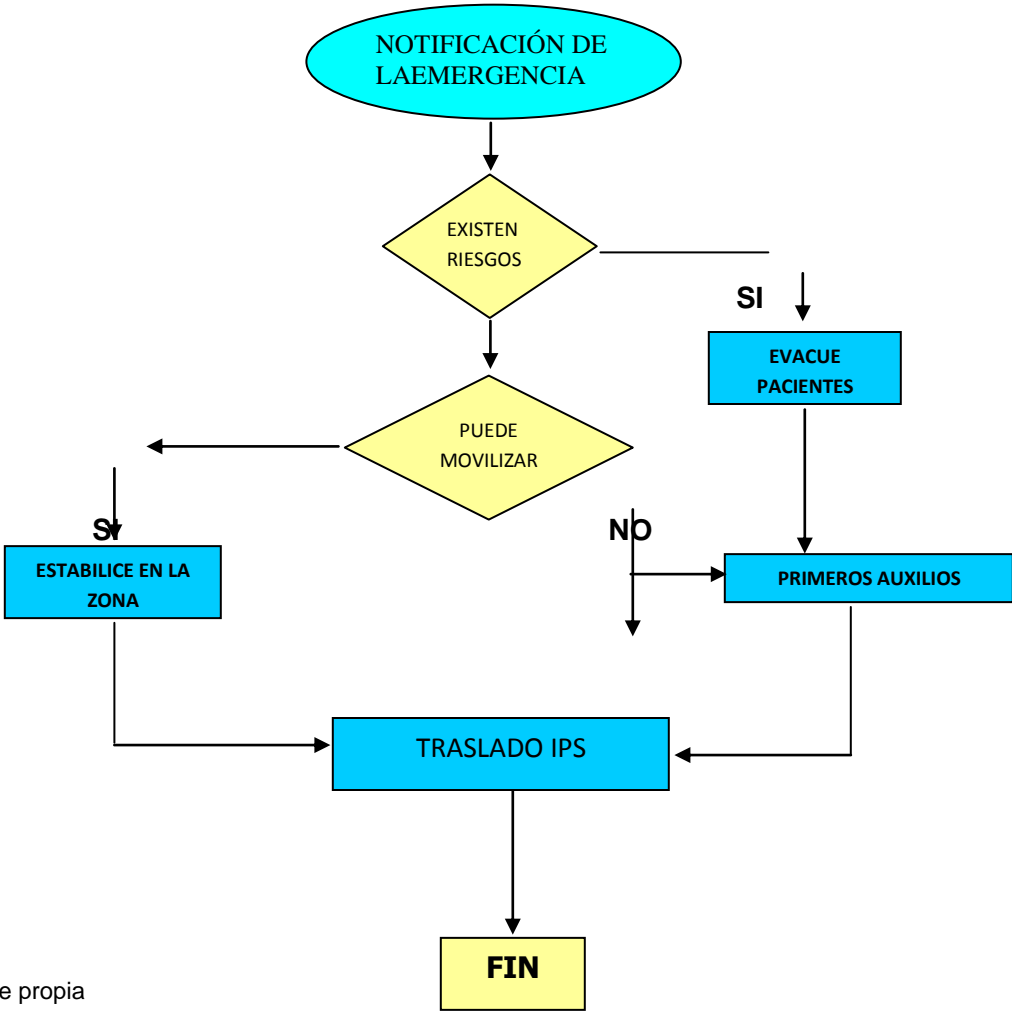 NOTIFICACIÓN DE
LAEMERGENCIA
EXISTEN
RIESGOS
SI
EVACUE
PACIENTES
PUEDE
MOVILIZAR
SI
NO
ESTABILICE EN LA
ZONA
PRIMEROS AUXILIOS
TRASLADO IPS
FIN
e propia